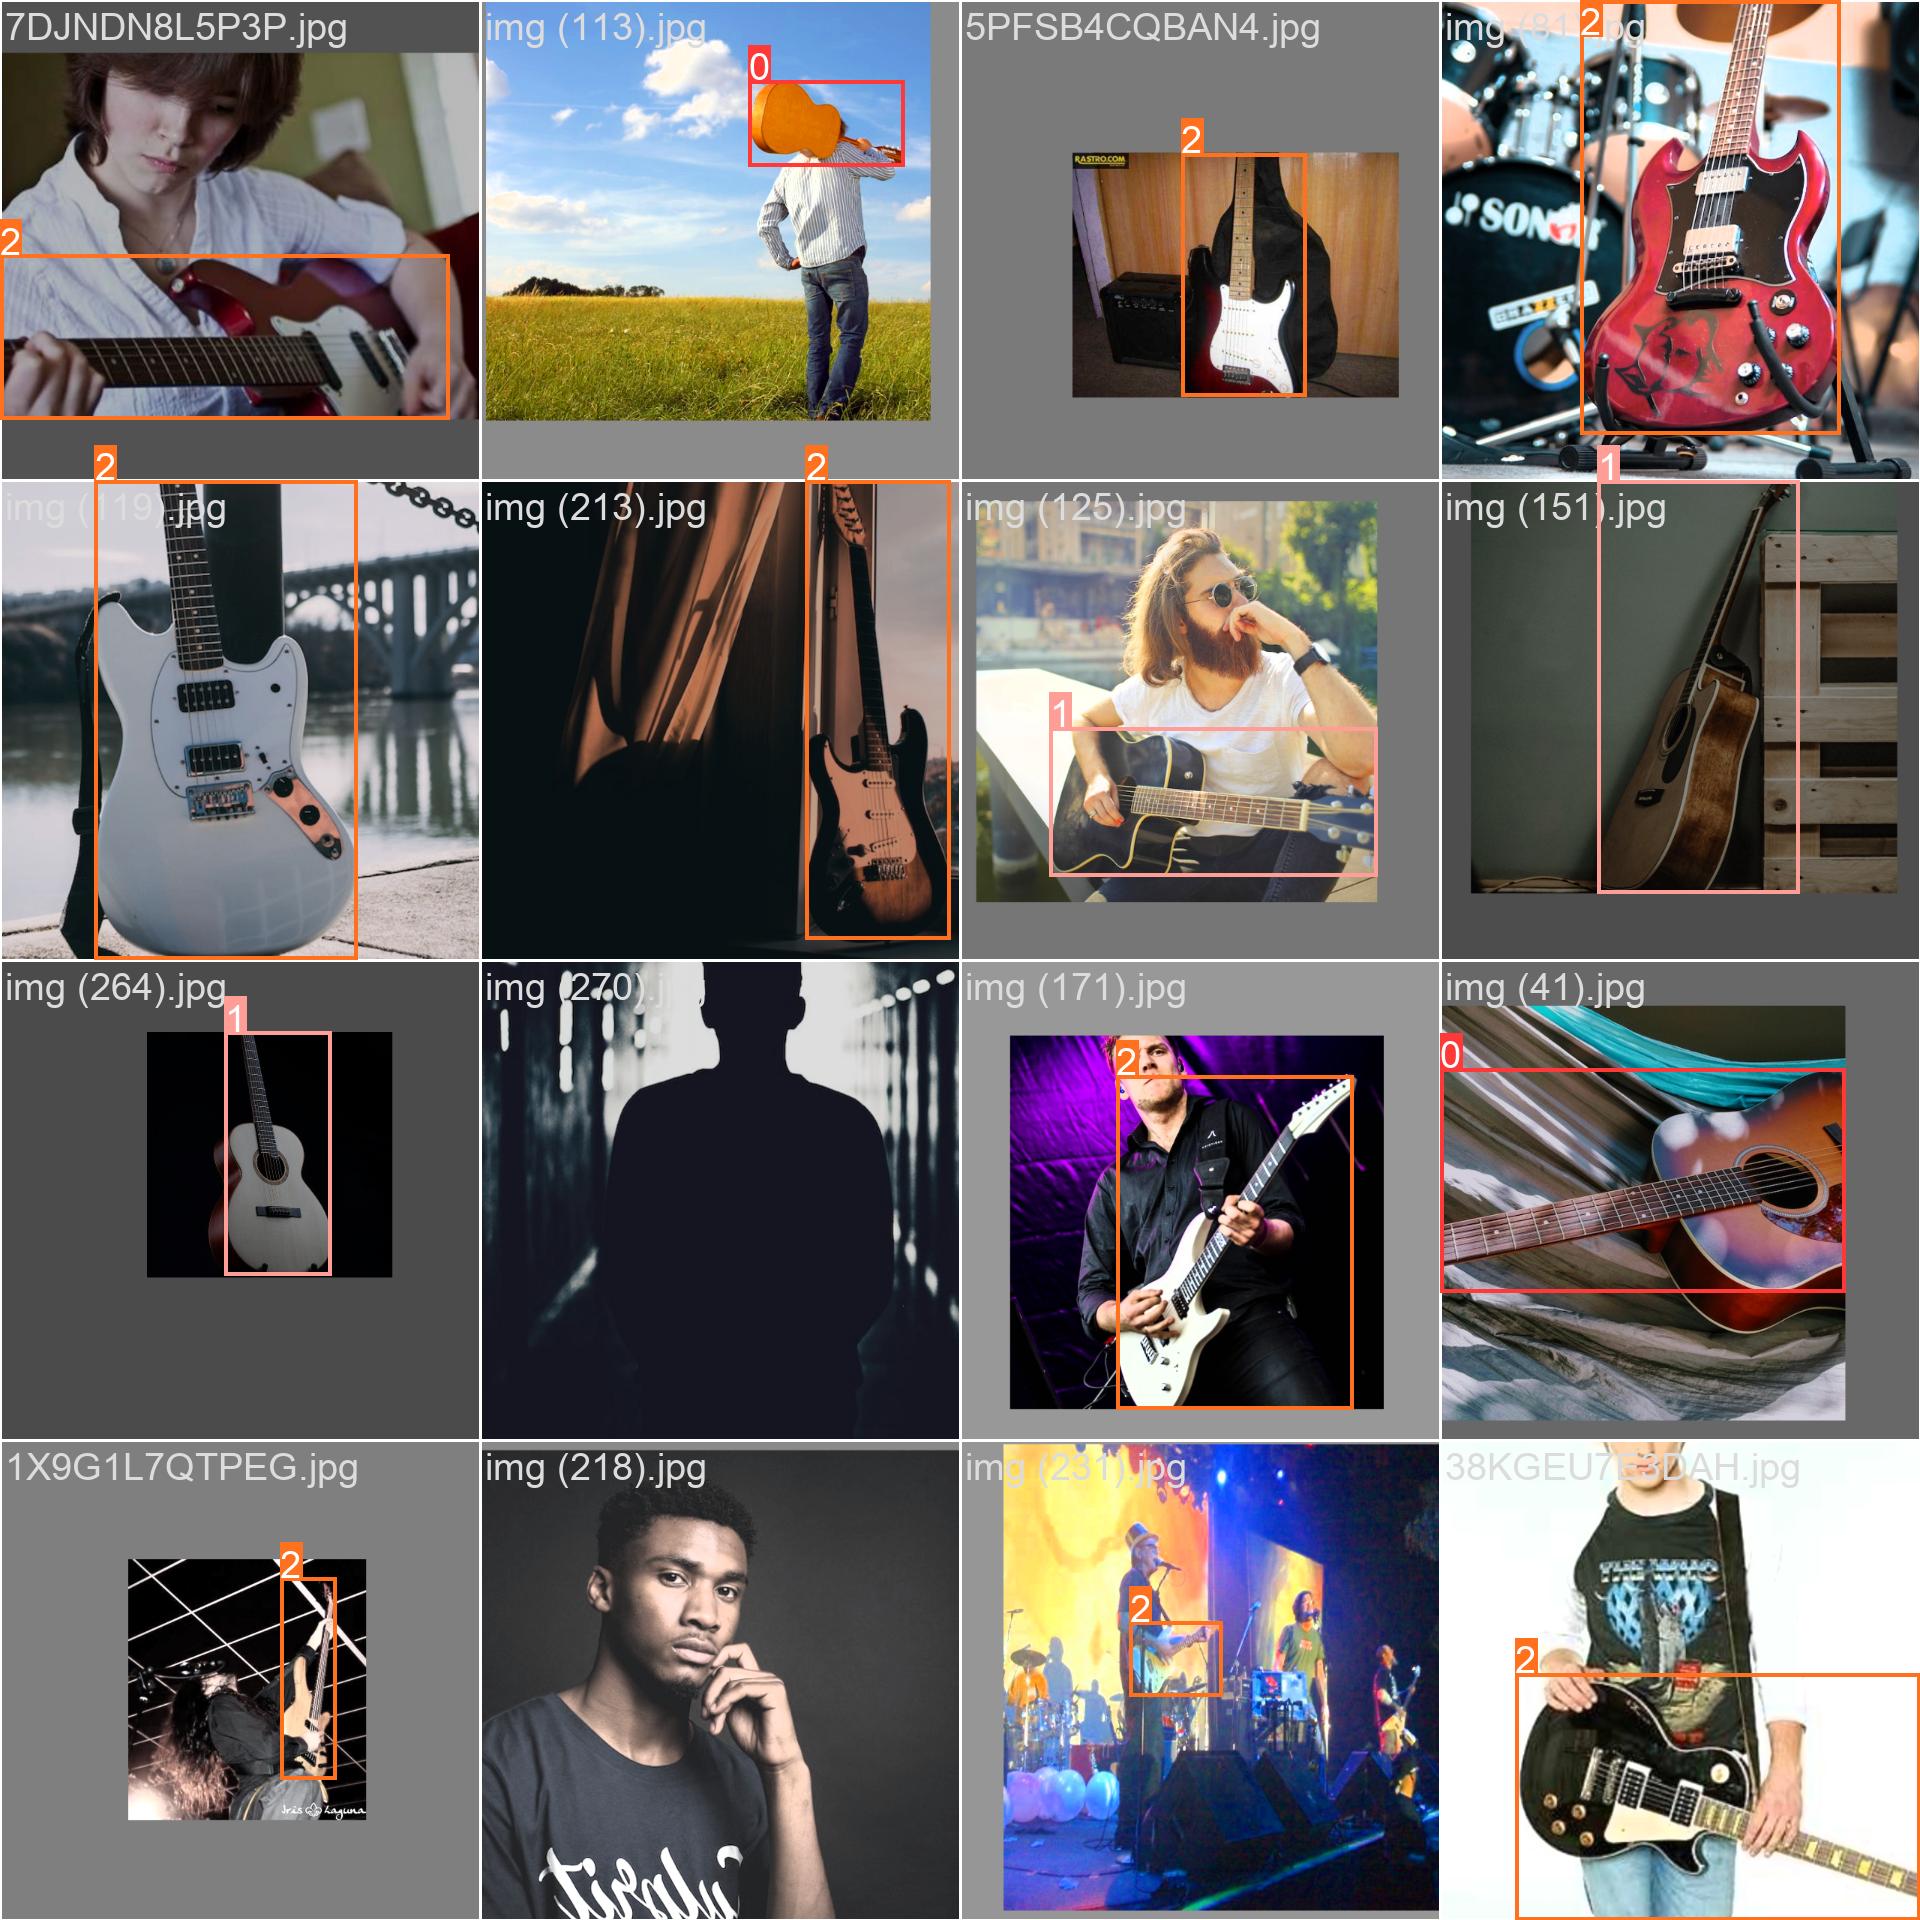 7DJNDN8L5P3P.jpg
img (113).jpg
0
5PFSB4CQBAN4.jpg
RASTRO.COM
2
img (81).jpg
2
SONOR
2
2
img (119).jpg
2
img (213).jpg
img (125).jpg
1
img (151).jpg
1
img (264).jpg
1
img (270).jpg
img (171).jpg
2
img (41).jpg
0
1X9G1L7QTPEG.jpg
2
Iris Laguna
img (218).jpg
img (231).jpg
2
38KGEU7E3DAH.jpg
THE WHO
2